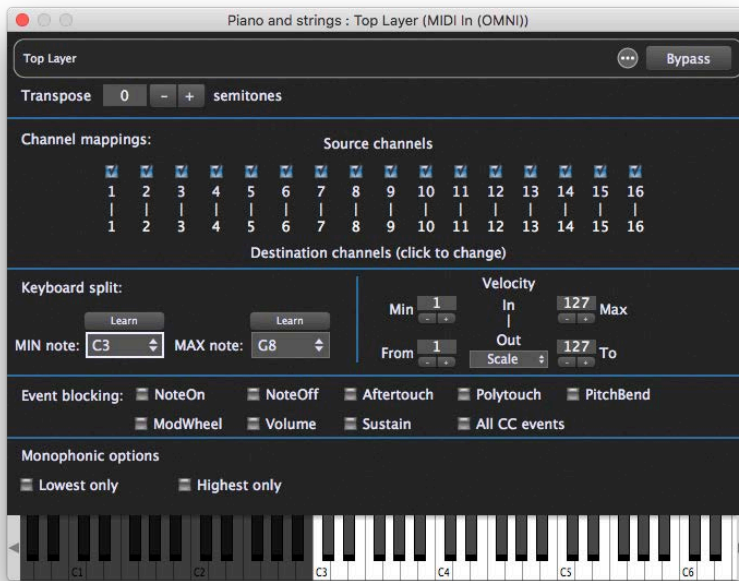 Piano and strings : Top Layer (MIDI In (OMNI))
Top Layer ••• Bypass
Transpose 0 - + semitones
Channel mappings:
Source channels
1 2 3 4 5 6 7 8 9 10 11 12 13 14 15 16
1 2 3 4 5 6 7 8 9 10 11 12 13 14 15 16
Destination channels (click to change)
Keyboard split:
Learn Learn
MIN note: C3 MAX note: G8
Velocity
Min 1 In 127 Max
- + - +
Out
From 1 Scale 127 To
- + - +
Event blocking: NoteOn NoteOff Aftertouch Polytouch PitchBend
ModWheel Volume Sustain All CC events
Monophonic options
Lowest only Highest only
C1 C2 C3 C4 C5 C6